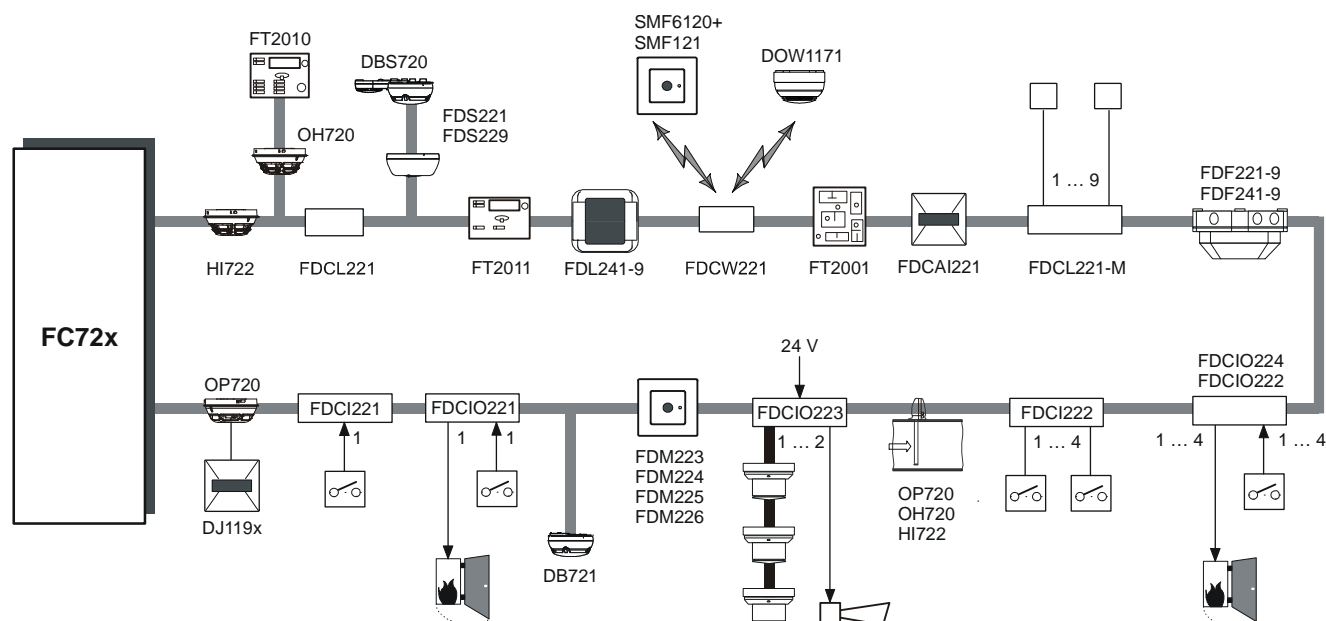 FT2010
DBS720
SMF6120+
SMF121
DOW1171
OH720
FDS221
FDS229
1 ... 9
FDF221-9
FDF241-9
HI722
FDCL221
FT2011
FDL241-9
FDCW221
FT2001
FDCAI221
FDCL221-M
FC72x
OP720
FDCI221
FDCIO221
24 V
FDCIO223
FDCI222
FDCIO224
FDCIO222
1
1
1
1 ... 2
1 ... 4
1 ... 4
1 ... 4
DJ119x
FDM223
FDM224
FDM225
FDM226
OP720
OH720
HI722
DB721